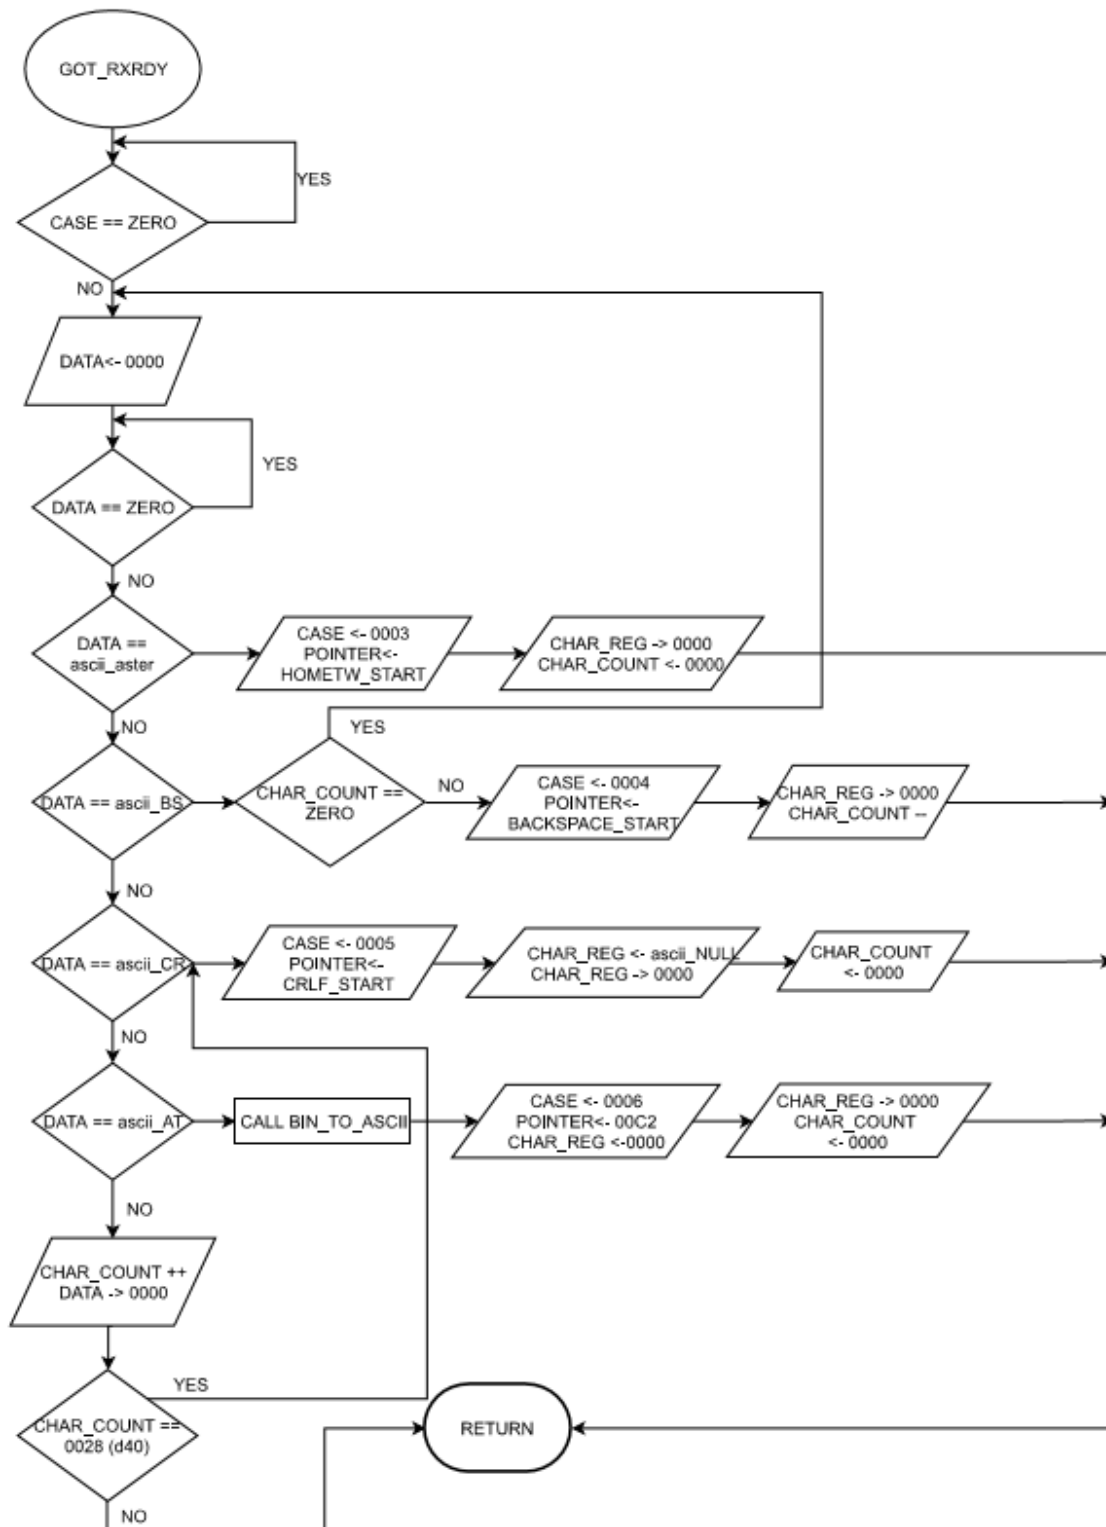 GOT_RXRDY
YES
CASE == ZERO
NO
DATA<- 0000
YES
DATA == ZERO
NO
DATA ==
ascii_aster
CASE <- 0003
POINTER<-
HOMETW_START
CHAR_REG -> 0000
CHAR_COUNT <- 0000
NO
YES
DATA == ascii_BS
CHAR_COUNT ==
ZERO
NO
CASE <- 0004
POINTER<-
BACKSPACE_START
CHAR_REG -> 0000
CHAR_COUNT --
NO
DATA == ascii_CR
CASE <- 0005
POINTER<-
CRLF_START
CHAR_REG <- ascii_NULL
CHAR_REG -> 0000
CHAR_COUNT
<- 0000
NO
DATA == ascii_AT
CALL BIN_TO_ASCII
CASE <- 0006
POINTER<- 00C2
CHAR_REG <-0000
CHAR_REG -> 0000
CHAR_COUNT
<- 0000
NO
CHAR_COUNT ++
DATA -> 0000
YES
CHAR_COUNT ==
0028 (d40)
RETURN
NO